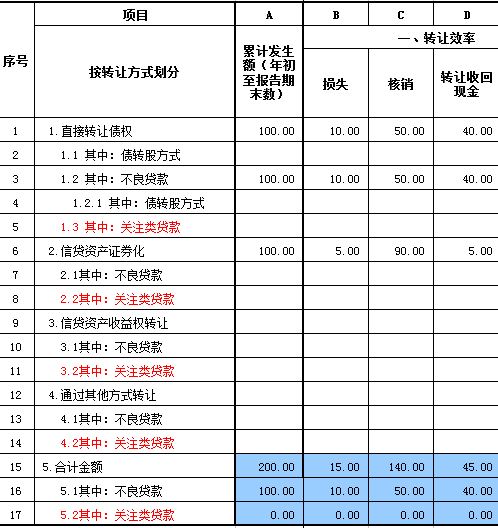 序号 项目 A B C D
按转让方式划分 累计发生额（年初至报告期末数） 一、转让效率
损失 核销 转让收回现金
1 1.直接转让债权 100.00 10.00 50.00 40.00
2 1.1 其中：债转股方式
3 1.2 其中：不良贷款 100.00 10.00 50.00 40.00
4 1.2.1 其中：债转股方式
5 1.3 其中：关注类贷款
6 2.信贷资产证券化 100.00 5.00 90.00 5.00
7 2.1其中：不良贷款
8 2.2其中：关注类贷款
9 3.信贷资产收益权转让
10 3.1其中：不良贷款
11 3.2其中：关注类贷款
12 4.通过其他方式转让
13 4.1其中：不良贷款
14 4.2其中：关注类贷款
15 5.合计金额 200.00 15.00 140.00 45.00
16 5.1其中：不良贷款 100.00 10.00 50.00 40.00
17 5.2其中：关注类贷款 0.00 0.00 0.00 0.00